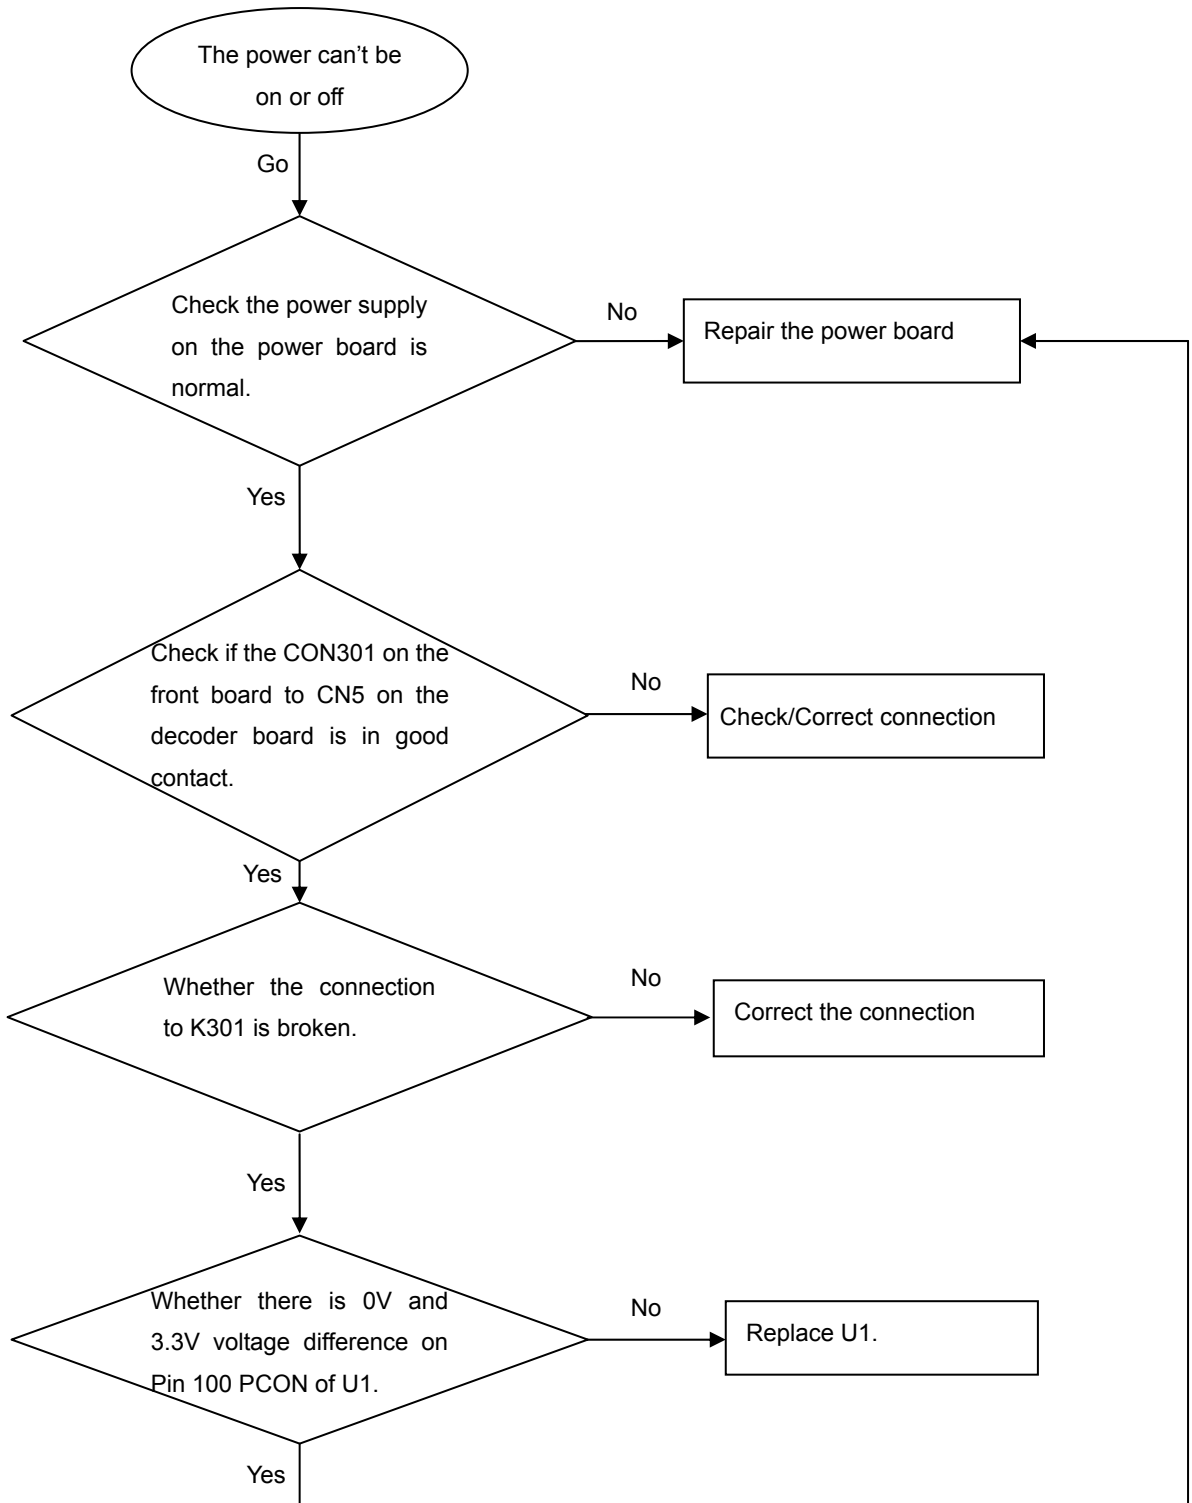 The power can’t be
on or off
Go
Check the power supply
on the power board is
normal.
No
Repair the power board
Yes
Check if the CON301 on the
front board to CN5 on the
decoder board is in good
contact.
No
Check/Correct connection
Yes
Whether the connection
to K301 is broken.
No
Correct the connection
Yes
Whether there is 0V and
3.3V voltage difference on
Pin 100 PCON of U1.
No
Replace U1.
Yes